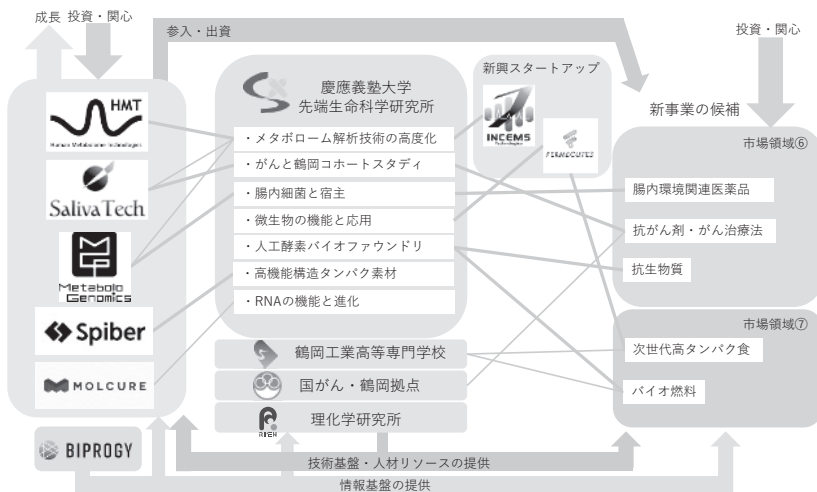 成長 投資・関心
参入・出資
投資・関心
HMT
Human Metabolome Technologies
SalivaTech
Metabolo
Genomics
Spiber
MOLCURE
BIPROGY
慶應義塾大学
先端生命科学研究所
・メタボローム解析技術の高度化
・がんと鶴岡コホートスタディ
・腸内細菌と宿主
・微生物の機能と応用
・人工酵素バイオファウンドリ
・高機能構造タンパク素材
・RNAの機能と進化
鶴岡工業高等専門学校
国がん・鶴岡拠点
RIKEN
理化学研究所
新興スタートアップ
INCEMS
Technologies
FERMECUTES
新事業の候補
市場領域⑥
腸内環境関連医薬品
抗がん剤・がん治療法
抗生物質
市場領域⑦
次世代高タンパク食
バイオ燃料
技術基盤・人材リソースの提供
情報基盤の提供